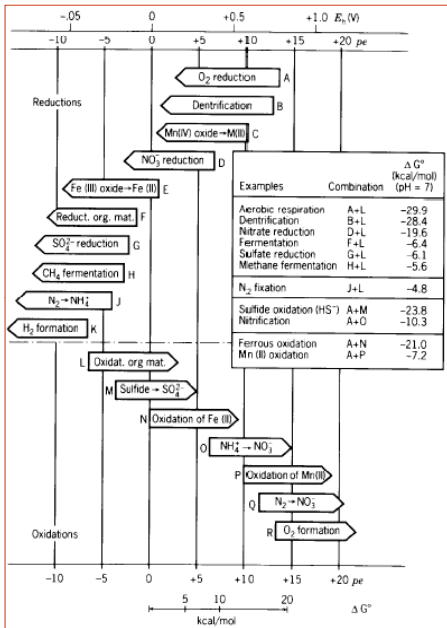 -.05 0 +0.5 +1.0 Eh (V)
-10 -5 0 +5 +10 +15 +20 pe
O2 reduction A
Reductions
Dentrification B
Mn(IV) oxide→M(II) C
NO3− reduction D
Fe (III) oxide→Fe (II) E
Reduct. org. mat. F
SO4 2− reduction G
CH4 fermentation H
N2→NH4+ J
H2 formation K
Examples Combination Δ G° (kcal/mol) (pH = 7)
Aerobic respiration A+L −29.9
Dentrification B+L −28.4
Nitrate reduction D+L −19.6
Fermentation F+L −6.4
Sulfate reduction G+L −6.1
Methane fermentation H+L −5.6
N2 fixation J+L −4.8
Sulfide oxidation (HS−) A+M −23.8
Nitrification A+O −10.3
Ferrous oxidation A+N −21.0
Mn (II) oxidation A+P −7.2
L Oxidat. org mat.
M Sulfide→SO4 2−
N Oxidation of Fe (II)
O NH4+→NO3−
P Oxidation of Mn(II)
Q N2→NO3−
R O2 formation
Oxidations
−10 −5 0 +5 +10 +15 +20 pe
0 5 10 20 Δ G°
kcal/mol